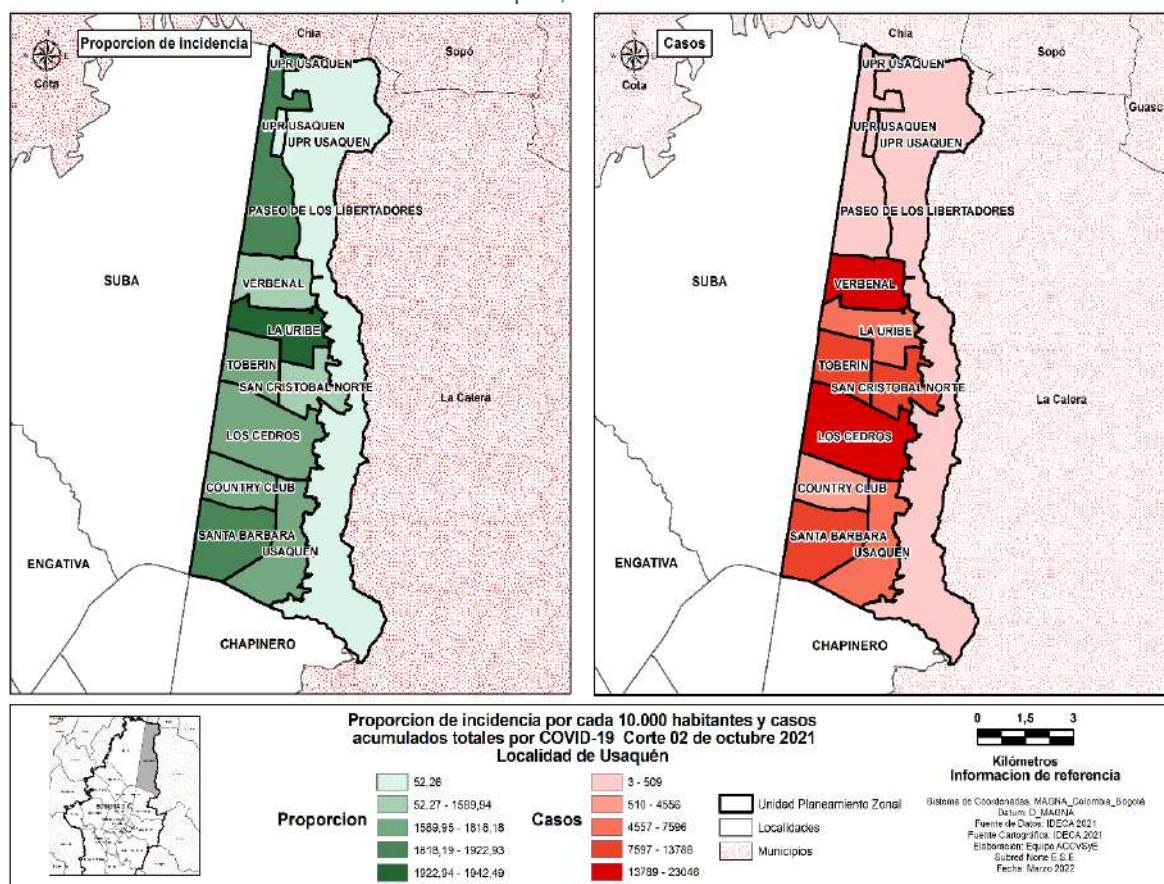 Proporcion de incidencia
Chia
Sopó
Cota
UPR USAQUEN
UPR USAQUEN
UPR USAQUEN
PASEO DE LOS LIBERTADORES
SUBA
VERBENAL
LA URIBE
TOBERIN
SAN CRISTOBAL NORTE
La Calera
LOS CEDROS
COUNTRY CLUB
SANTA BARBARA
USAQUÉN
ENGATIVA
CHAPINERO
Casos
Chia
Sopó
Cota
Guasc
UPR USAQUEN
UPR USAQUEN
UPR USAQUEN
PASEO DE LOS LIBERTADORES
SUBA
VERBENAL
LA URIBE
TOBERIN
SAN CRISTOBAL NORTE
La Calera
LOS CEDROS
COUNTRY CLUB
SANTA BARBARA
USAQUÉN
ENGATIVA
CHAPINERO
Proporcion de incidencia por cada 10.000 habitantes y casos
acumulados totales por COVID-19 Corte 02 de octubre 2021
Localidad de Usaquén
Proporcion
52,26
52,27 - 1589,94
1589,95 - 1818,18
1818,19 - 1922,93
1922,94 - 1942,49
Casos
3 - 509
510 - 4556
4557 - 7596
7597 - 13788
13789 - 23046
Unidad Planeamiento Zonal
Localidades
Municipios
0 1,5 3
Kilómetros
Informacion de referencia
Sistema de Coordenadas: MAGNA_Colombia_Bogotá
Datum: D_MAGNA
Fuente de Datos: IDECA 2021
Fuente Cartográfica: IDECA 2021
Elaboración: Equipo ACCVSyE
Subred Norte E.S.E
Fecha: Marzo 2022